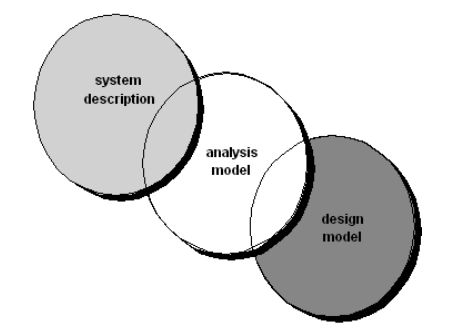 system
description
analysis
model
design
model